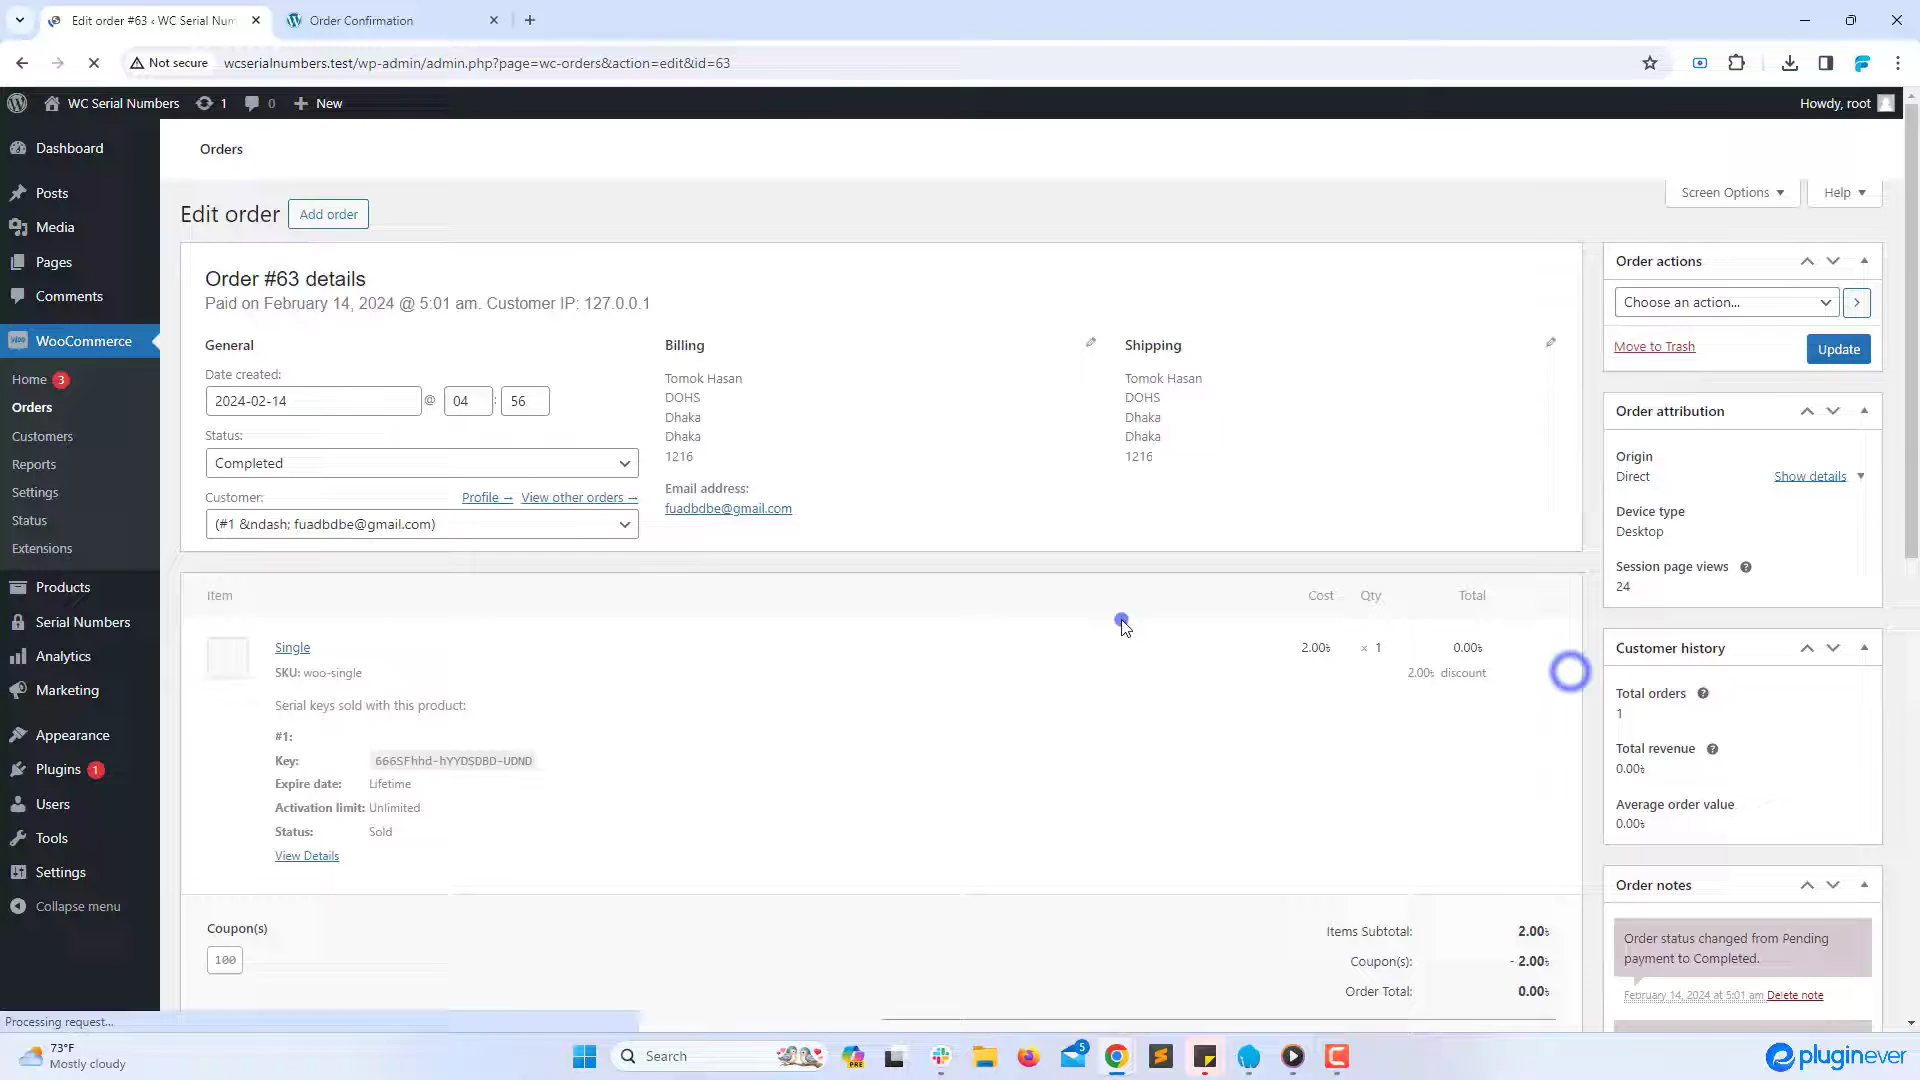 Edit order #63 ‹ WC Serial Num
Order Confirmation
Not secure
wcserialnumbers.test/wp-admin/admin.php?page=wc-orders&action=edit&id=63
WC Serial Numbers
1
0
New
Howdy, root
Dashboard
Posts
Media
Pages
Comments
WooCommerce
Home 3
Orders
Customers
Reports
Settings
Status
Extensions
Products
Serial Numbers
Analytics
Marketing
Appearance
Plugins 1
Users
Tools
Settings
Collapse menu
Processing request...
Orders
Screen Options
Help
Edit order
Add order
Order #63 details
Paid on February 14, 2024 @ 5:01 am. Customer IP: 127.0.0.1
General
Date created:
2024-02-14 @ 04 : 56
Status:
Completed
Customer: Profile → View other orders →
(#1 &ndash; fuadbdbe@gmail.com)
Billing
Tomok Hasan
DOHS
Dhaka
Dhaka
1216
Email address:
fuadbdbe@gmail.com
Shipping
Tomok Hasan
DOHS
Dhaka
Dhaka
1216
Item Cost Qty Total
Single 2.00৳ × 1 0.00৳
SKU: woo-single 2.00৳ discount
Serial keys sold with this product:
#1:
Key: 666SFhhd-hYYDSDBD-UDND
Expire date: Lifetime
Activation limit: Unlimited
Status: Sold
View Details
Coupon(s)
100
Items Subtotal: 2.00৳
Coupon(s): - 2.00৳
Order Total: 0.00৳
Order actions
Choose an action...
Move to Trash
Update
Order attribution
Origin
Direct
Show details
Device type
Desktop
Session page views
24
Customer history
Total orders
1
Total revenue
0.00৳
Average order value
0.00৳
Order notes
Order status changed from Pending
payment to Completed.
February 14, 2024 at 5:01 am Delete note
73°F
Mostly cloudy
Search
PRE
5
pluginever